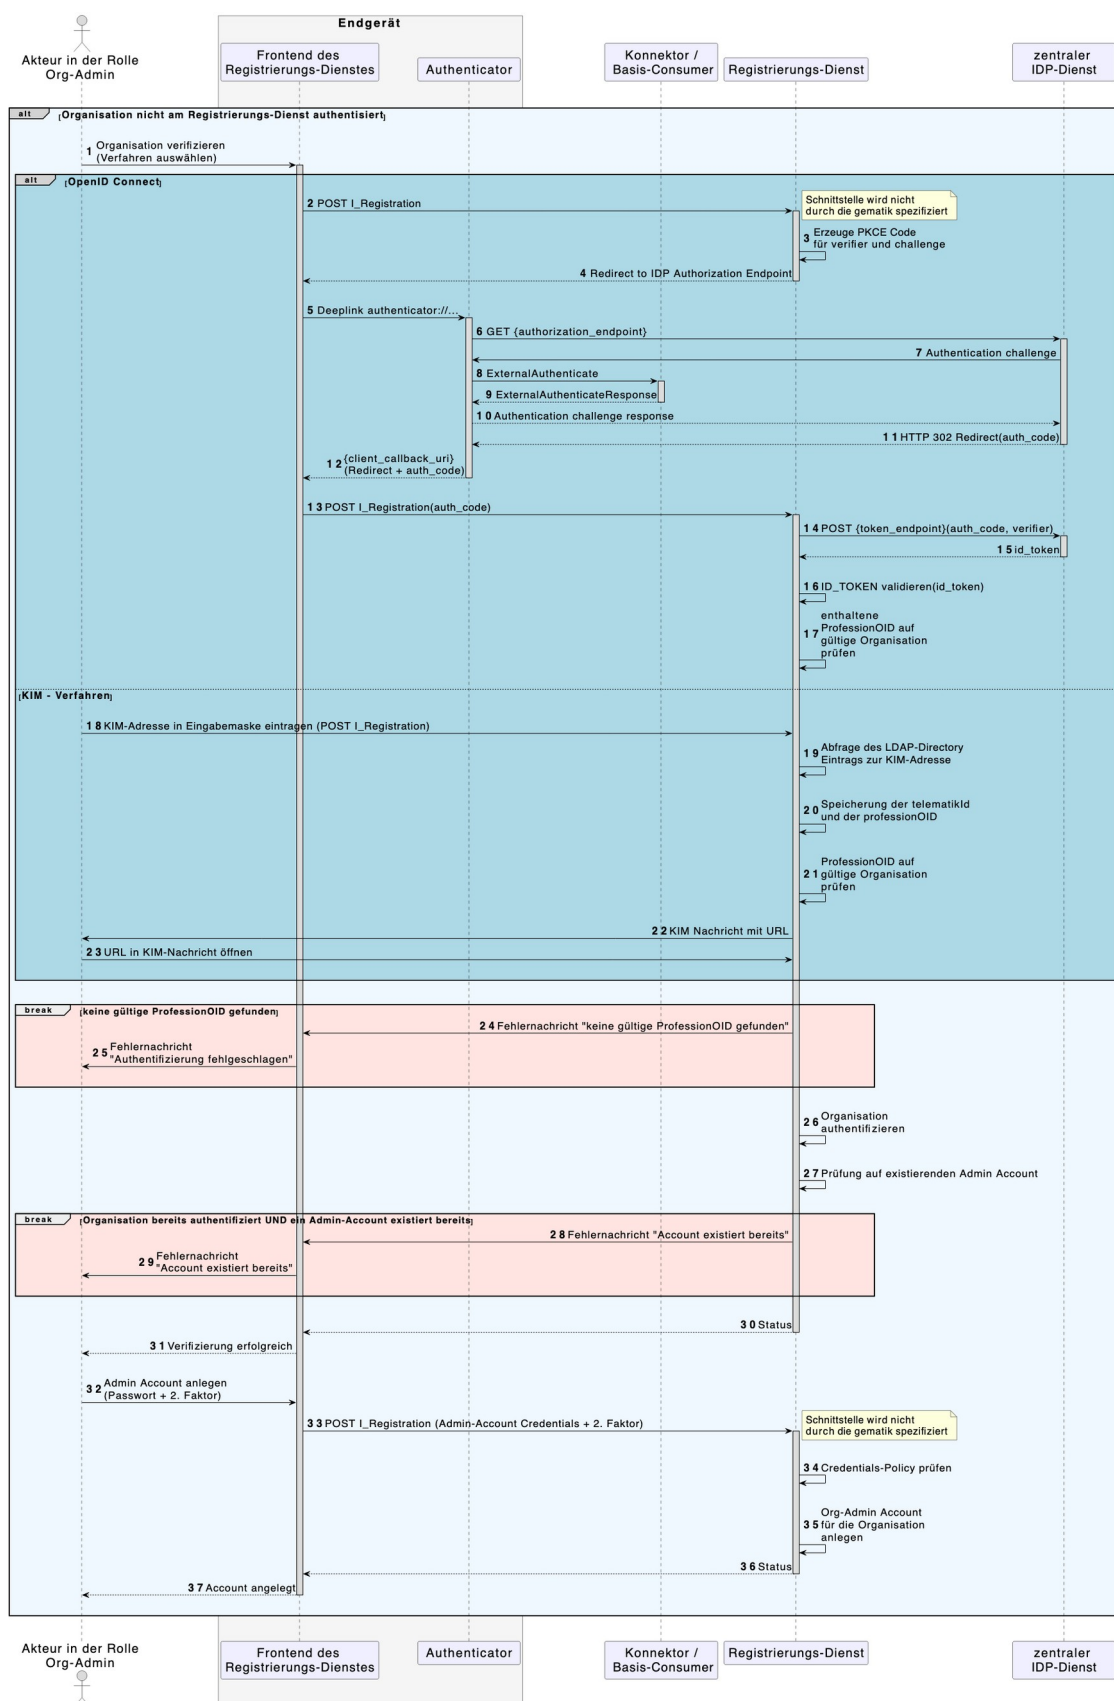 Endgerät
Akteur in der Rolle
Org-Admin
Frontend des
Registrierungs-Dienstes
Authenticator
Konnektor /
Basis-Consumer
Registrierungs-Dienst
zentraler
IDP-Dienst
alt [Organisation nicht am Registrierungs-Dienst authentisiert]
1 Organisation verifizieren
(Verfahren auswählen)
alt [OpenID Connect]
2 POST I_Registration
Schnittstelle wird nicht
durch die gematik spezifiziert
3 Erzeuge PKCE Code
für verifier und challenge
4 Redirect to IDP Authorization Endpoint
5 Deeplink authenticator://...
6 GET {authorization_endpoint}
7 Authentication challenge
8 ExternalAuthenticate
9 ExternalAuthenticateResponse
10 Authentication challenge response
11 HTTP 302 Redirect(auth_code)
12 {client_callback_uri}
(Redirect + auth_code)
13 POST I_Registration(auth_code)
14 POST {token_endpoint}(auth_code, verifier)
15 id_token
16 ID_TOKEN validieren(id_token)
enthaltene
ProfessionOID auf
17 gültige Organisation
prüfen
[KIM - Verfahren]
18 KIM-Adresse in Eingabemaske eintragen (POST I_Registration)
19 Abfrage des LDAP-Directory
Eintrags zur KIM-Adresse
20 Speicherung der telematikId
und der professionOID
ProfessionOID auf
21 gültige Organisation
prüfen
22 KIM Nachricht mit URL
23 URL in KIM-Nachricht öffnen
break [keine gültige ProfessionOID gefunden]
24 Fehlernachricht "keine gültige ProfessionOID gefunden"
25 Fehlernachricht
"Authentifizierung fehlgeschlagen"
26 Organisation
authentifizieren
27 Prüfung auf existierenden Admin Account
break [Organisation bereits authentifiziert UND ein Admin-Account existiert bereits]
28 Fehlernachricht "Account existiert bereits"
29 Fehlernachricht
"Account existiert bereits"
30 Status
31 Verifizierung erfolgreich
32 Admin Account anlegen
(Passwort + 2. Faktor)
33 POST I_Registration (Admin-Account Credentials + 2. Faktor)
Schnittstelle wird nicht
durch die gematik spezifiziert
34 Credentials-Policy prüfen
Org-Admin Account
35 für die Organisation
anlegen
36 Status
37 Account angelegt
Akteur in der Rolle
Org-Admin
Frontend des
Registrierungs-Dienstes
Authenticator
Konnektor /
Basis-Consumer
Registrierungs-Dienst
zentraler
IDP-Dienst